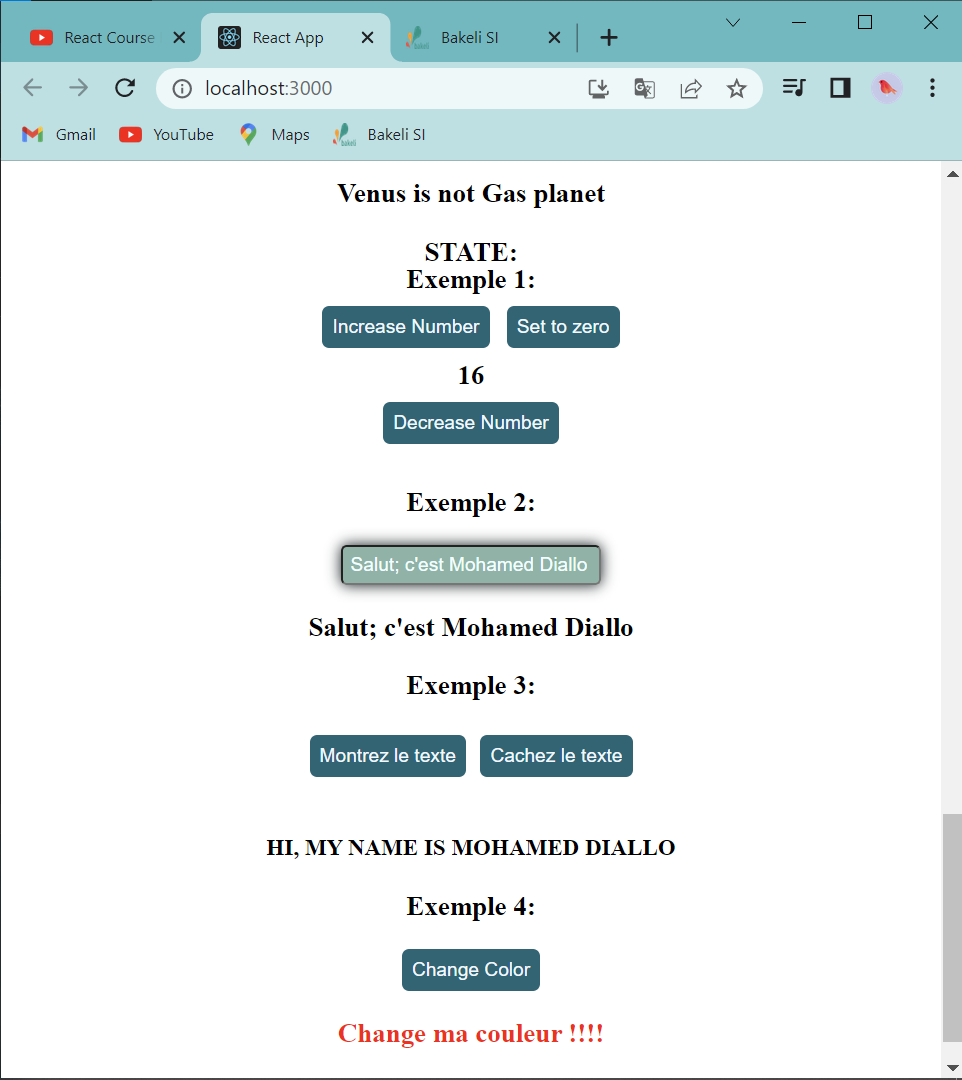 React Course
React App
Bakeli SI
localhost:3000
Gmail
YouTube
Maps
bakeli
Bakeli SI
Venus is not Gas planet
STATE:
Exemple 1:
Increase Number
Set to zero
16
Decrease Number
Exemple 2:
Salut; c'est Mohamed Diallo
Salut; c'est Mohamed Diallo
Exemple 3:
Montrez le texte
Cachez le texte
HI, MY NAME IS MOHAMED DIALLO
Exemple 4:
Change Color
Change ma couleur !!!!